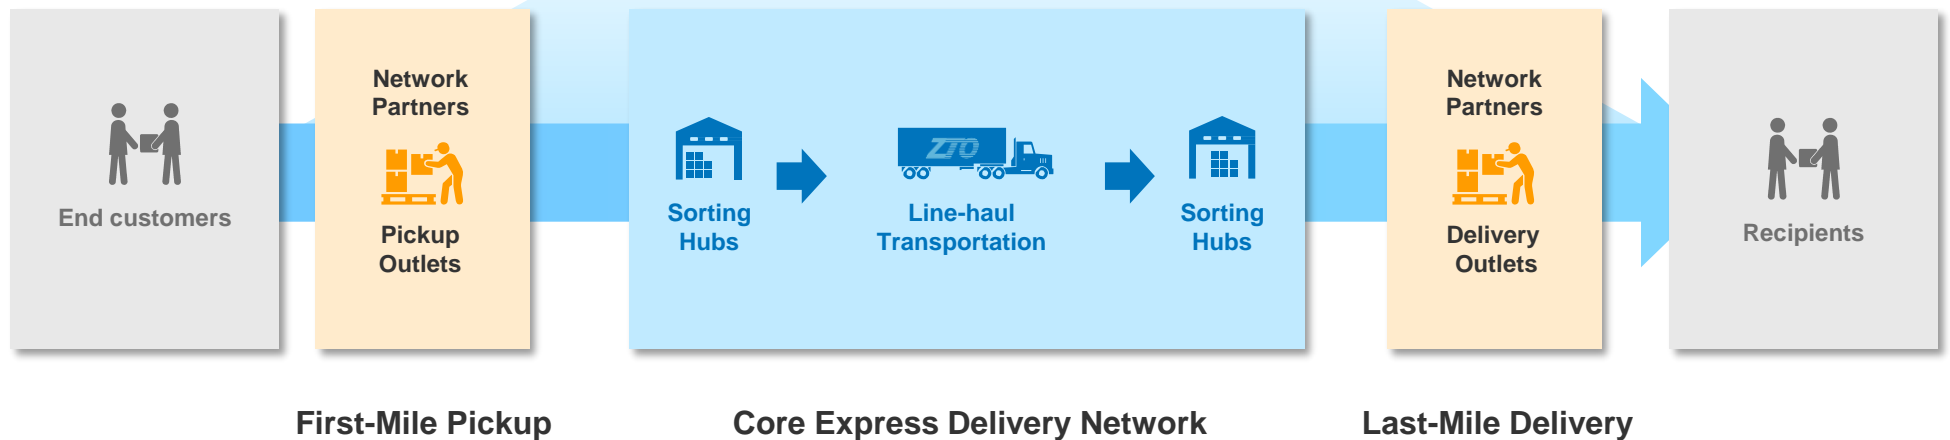 End customers
Network
Partners
Pickup
Outlets
Sorting
Hubs
ZTO
Line-haul
Transportation
Sorting
Hubs
Network
Partners
Delivery
Outlets
Recipients
First-Mile Pickup
Core Express Delivery Network
Last-Mile Delivery